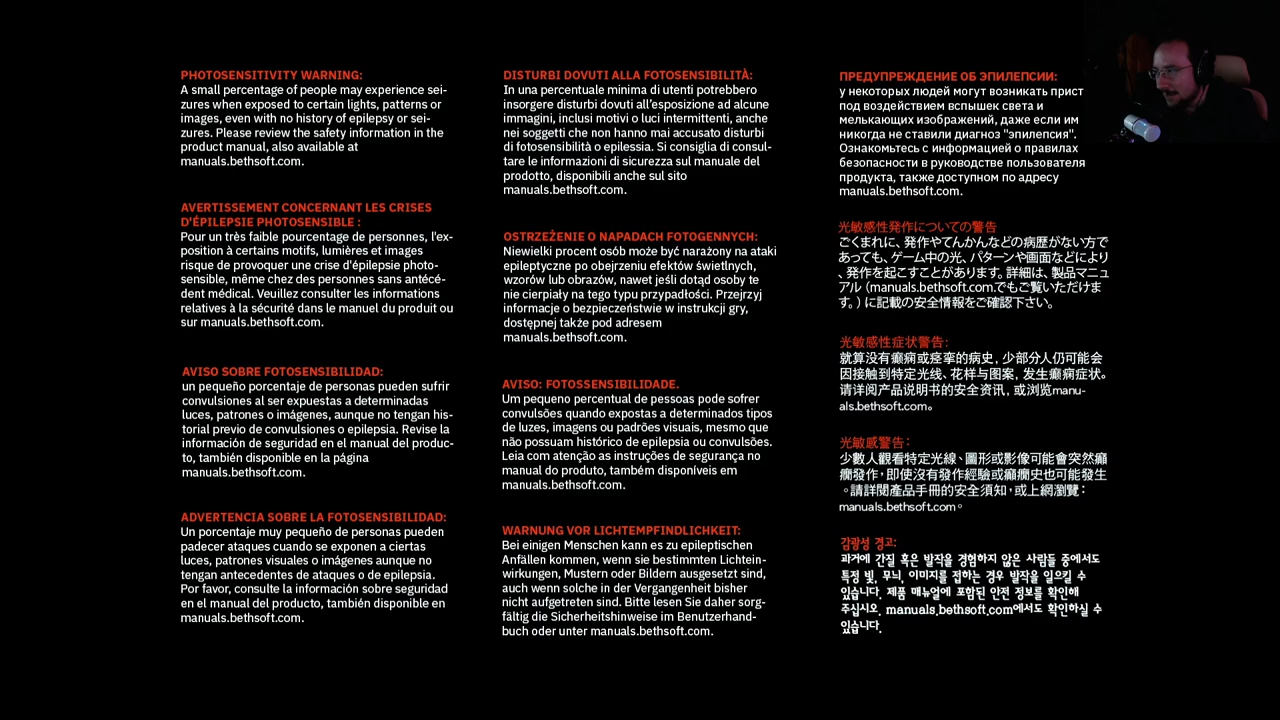 PHOTOSENSITIVITY WARNING:
A small percentage of people may experience sei-
zures when exposed to certain lights, patterns or
images, even with no history of epilepsy or sei-
zures. Please review the safety information in the
product manual, also available at
manuals.bethsoft.com.
AVERTISSEMENT CONCERNANT LES CRISES
D'ÉPILEPSIE PHOTOSENSIBLE :
Pour un très faible pourcentage de personnes, l'ex-
position à certains motifs, lumières et images
risque de provoquer une crise d'épilepsie photo-
sensible, même chez des personnes sans antécé-
dent médical. Veuillez consulter les informations
relatives à la sécurité dans le manuel du produit ou
sur manuals.bethsoft.com.
AVISO SOBRE FOTOSENSIBILIDAD:
un pequeño porcentaje de personas pueden sufrir
convulsiones al ser expuestas a determinadas
luces, patrones o imágenes, aunque no tengan his-
torial previo de convulsiones o epilepsia. Revise la
información de seguridad en el manual del produc-
to, también disponible en la página
manuals.bethsoft.com.
ADVERTENCIA SOBRE LA FOTOSENSIBILIDAD:
Un porcentaje muy pequeño de personas pueden
padecer ataques cuando se exponen a ciertas
luces, patrones visuales o imágenes aunque no
tengan antecedentes de ataques o de epilepsia.
Por favor, consulte la información sobre seguridad
en el manual del producto, también disponible en
manuals.bethsoft.com.
DISTURBI DOVUTI ALLA FOTOSENSIBILITÀ:
In una percentuale minima di utenti potrebbero
insorgere disturbi dovuti all'esposizione ad alcune
immagini, inclusi motivi o luci intermittenti, anche
nei soggetti che non hanno mai accusato disturbi
di fotosensibilità o epilessia. Si consiglia di consul-
tare le informazioni di sicurezza sul manuale del
prodotto, disponibili anche sul sito
manuals.bethsoft.com.
OSTRZEŻENIE O NAPADACH FOTOGENNYCH:
Niewielki procent osób może być narażony na ataki
epileptyczne po obejrzeniu efektów świetlnych,
wzorów lub obrazów, nawet jeśli dotąd osoby te
nie cierpiały na tego typu przypadłości. Przejrzyj
informacje o bezpieczeństwie w instrukcji gry,
dostępnej także pod adresem
manuals.bethsoft.com.
AVISO: FOTOSSENSIBILIDADE.
Um pequeno percentual de pessoas pode sofrer
convulsões quando expostas a determinados tipos
de luzes, imagens ou padrões visuais, mesmo que
não possuam histórico de epilepsia ou convulsões.
Leia com atenção as instruções de segurança no
manual do produto, também disponíveis em
manuals.bethsoft.com.
WARNUNG VOR LICHTEMPFINDLICHKEIT:
Bei einigen Menschen kann es zu epileptischen
Anfällen kommen, wenn sie bestimmten Lichtein-
wirkungen, Mustern oder Bildern ausgesetzt sind,
auch wenn solche in der Vergangenheit bisher
nicht aufgetreten sind. Bitte lesen Sie daher sorg-
fältig die Sicherheitshinweise im Benutzerhand-
buch oder unter manuals.bethsoft.com.
ПРЕДУПРЕЖДЕНИЕ ОБ ЭПИЛЕПСИИ:
у некоторых людей могут возникать прист
под воздействием вспышек света и
мелькающих изображений, даже если им
никогда не ставили диагноз "эпилепсия".
Ознакомьтесь с информацией о правилах
безопасности в руководстве пользователя
продукта, также доступном по адресу
manuals.bethsoft.com.
光敏感性発作についての警告
ごくまれに、発作やてんかんなどの病歴がない方で
あっても、ゲーム中の光、パターンや画面などにより
、発作を起こすことがあります。詳細は、製品マニュ
アル（manuals.bethsoft.comでもご覧いただけま
す。）に記載の安全情報をご確認下さい。
光敏感性症状警告：
就算没有癫痫或痉挛的病史，少部分人仍可能会
因接触到特定光线、花样与图案，发生癫痫症状。
请详阅产品说明书的安全资讯，或浏览manu-
als.bethsoft.com。
光敏感警告：
少數人觀看特定光線、圖形或影像可能會突然癲
癇發作，即使沒有發作經驗或癲癇史也可能發生
。請詳閱產品手冊的安全須知，或上網瀏覽：
manuals.bethsoft.com。
감광성 경고:
과거에 간질 혹은 발작을 경험하지 않은 사람들 중에서도
특정 빛, 무늬, 이미지를 접하는 경우 발작을 일으킬 수
있습니다. 제품 매뉴얼에 포함된 안전 정보를 확인해
주십시오. manuals.bethsoft.com에서도 확인하실 수
있습니다.